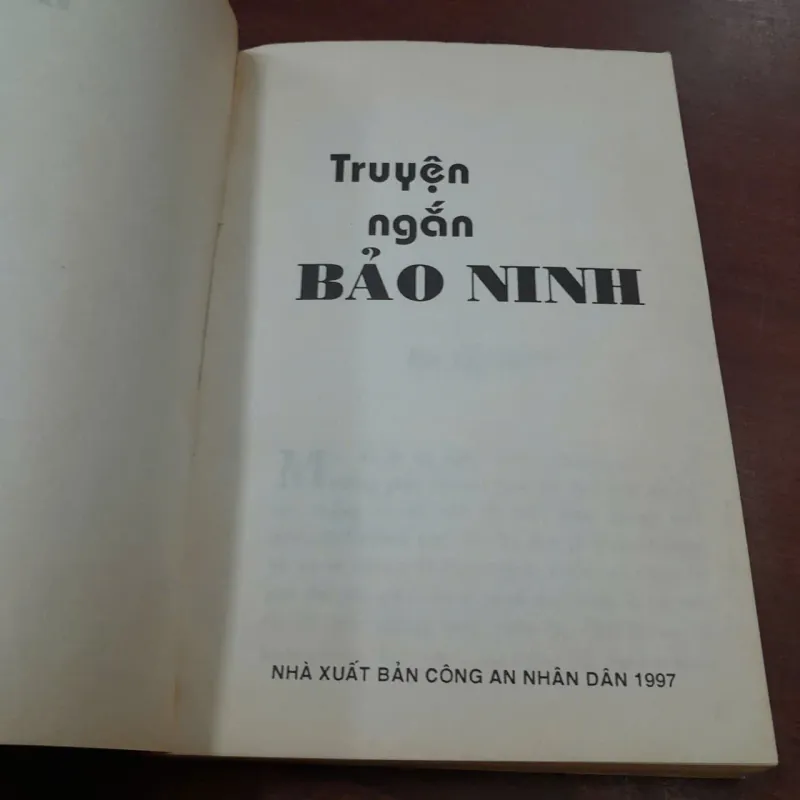 Truyện
ngắn
BẢO NINH
NHÀ XUẤT BẢN CÔNG AN NHÂN DÂN 1997